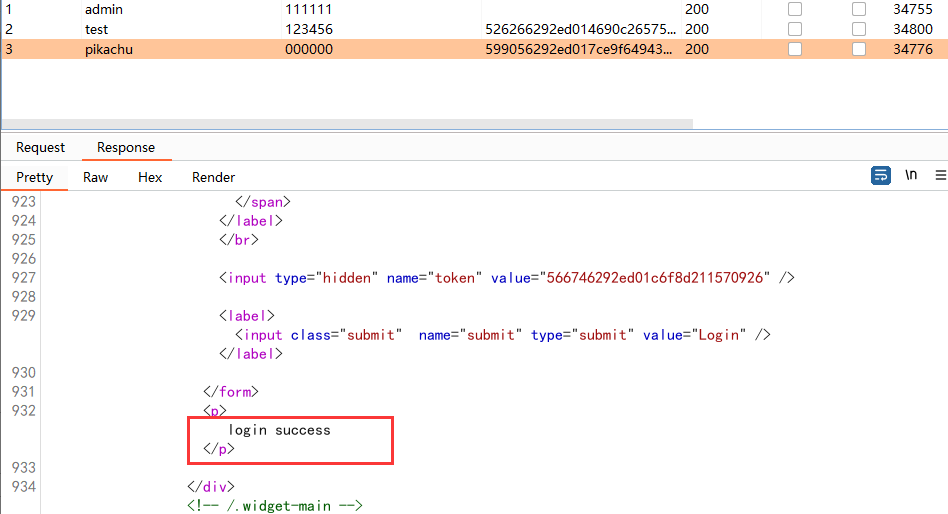 1 admin 111111 200 34755
2 test 123456 526266292ed014690c26575... 200 34800
3 pikachu 000000 599056292ed017ce9f64943... 200 34776
Request Response
Pretty Raw Hex Render \n
923 </span>
924 </label>
925 </br>
926
927 <input type="hidden" name="token" value="566746292ed01c6f8d211570926" />
928
929 <label>
<input class="submit" name="submit" type="submit" value="Login" />
</label>
930
931 </form>
932 <p>
login success
</p>
933
934 </div>
<!-- /.widget-main -->